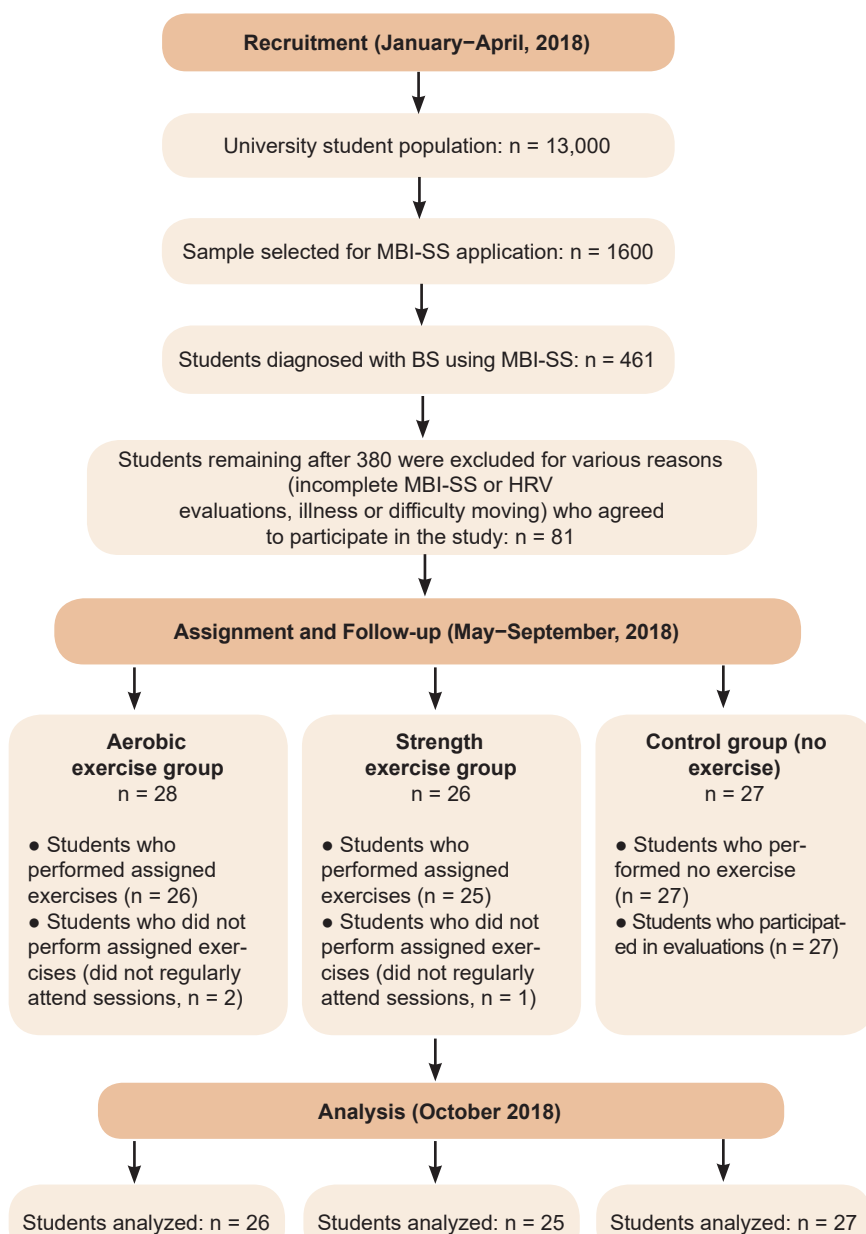 Recruitment (January−April, 2018)
University student population: n = 13,000
Sample selected for MBI-SS application: n = 1600
Students diagnosed with BS using MBI-SS: n = 461
Students remaining after 380 were excluded for various reasons
(incomplete MBI-SS or HRV
evaluations, illness or difficulty moving) who agreed
to participate in the study: n = 81
Assignment and Follow-up (May−September, 2018)
Aerobic
exercise group
n = 28
● Students who
performed assigned
exercises (n = 26)
● Students who did not
perform assigned exer-
cises (did not regularly
attend sessions, n = 2)
Strength
exercise group
n = 26
● Students who
performed assigned
exercises (n = 25)
● Students who did not
perform assigned exer-
cises (did not regularly
attend sessions, n = 1)
Control group (no
exercise)
n = 27
● Students who per-
formed no exercise
(n = 27)
● Students who participat-
ed in evaluations (n = 27)
Analysis (October 2018)
Students analyzed: n = 26
Students analyzed: n = 25
Students analyzed: n = 27